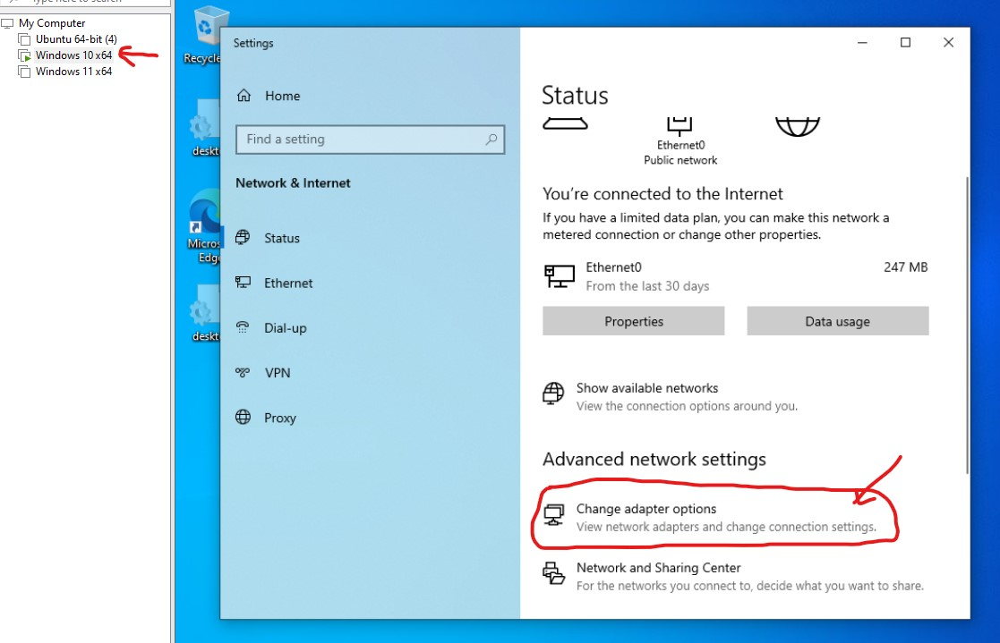 Type here to search
My Computer
Ubuntu 64-bit (4)
Windows 10 x64
Windows 11 x64
Recycle
deskt
Micros
Edge
deskt
Settings
Home
Find a setting
Network & Internet
Status
Ethernet
Dial-up
VPN
Proxy
Status
Ethernet0
Public network
You're connected to the Internet
If you have a limited data plan, you can make this network a
metered connection or change other properties.
Ethernet0
247 MB
From the last 30 days
Properties
Data usage
Show available networks
View the connection options around you.
Advanced network settings
Change adapter options
View network adapters and change connection settings.
Network and Sharing Center
For the networks you connect to, decide what you want to share.